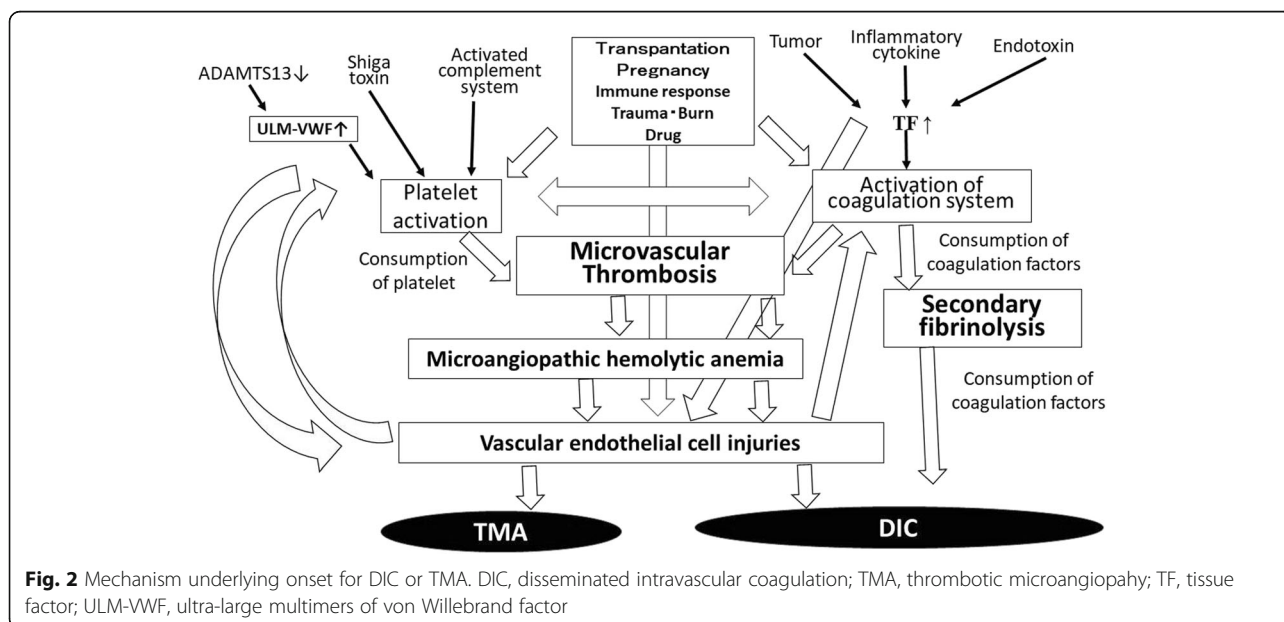 ADAMTS13↓
ULM-VWF↑
Shiga
toxin
Activated
complement
system
Transpantation
Pregnancy
Immune response
Trauma・Burn
Drug
Tumor
Inflammatory
cytokine
Endotoxin
TF ↑
Platelet
activation
Activation of
coagulation system
Consumption
of platelet
Microvascular
Thrombosis
Consumption of
coagulation factors
Secondary
fibrinolysis
Microangiopathic hemolytic anemia
Consumption of
coagulation factors
Vascular endothelial cell injuries
TMA
DIC
Fig. 2 Mechanism underlying onset for DIC or TMA. DIC, disseminated intravascular coagulation; TMA, thrombotic microangiopahy; TF, tissue
factor; ULM-VWF, ultra-large multimers of von Willebrand factor